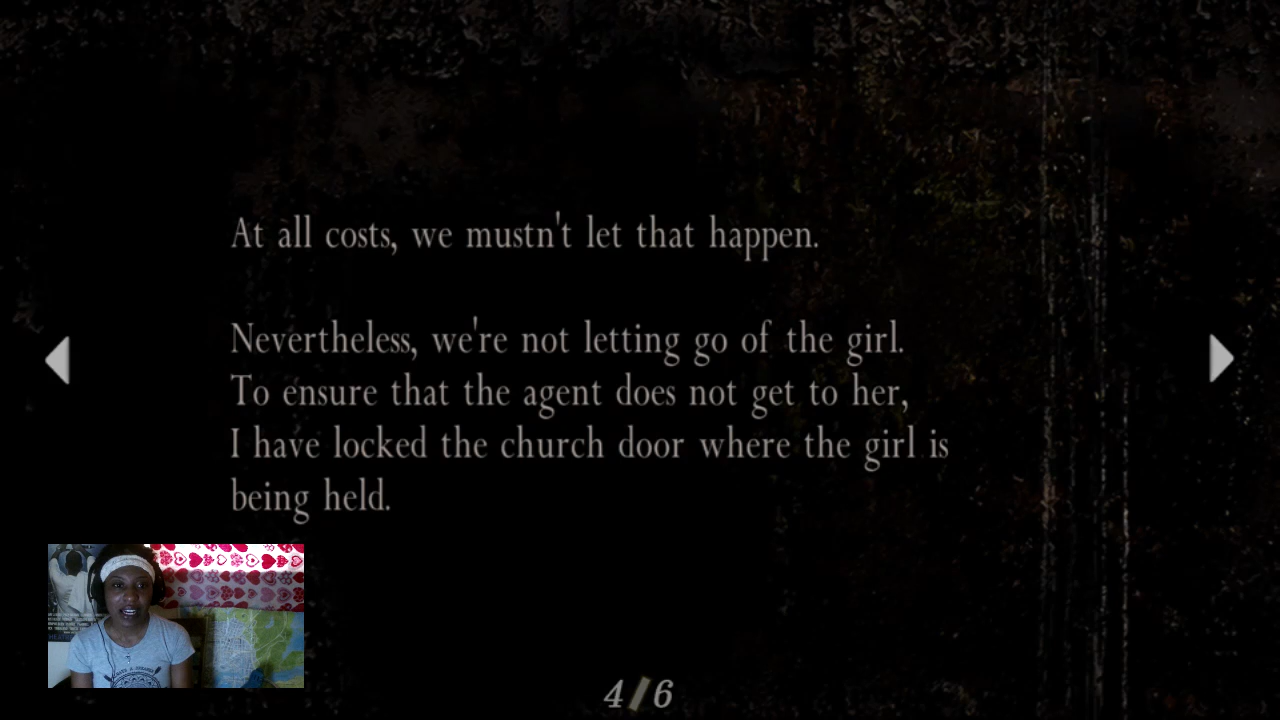 At all costs, we mustn't let that happen.
Nevertheless, we're not letting go of the girl.
To ensure that the agent does not get to her,
I have locked the church door where the girl is
being held.
4/6